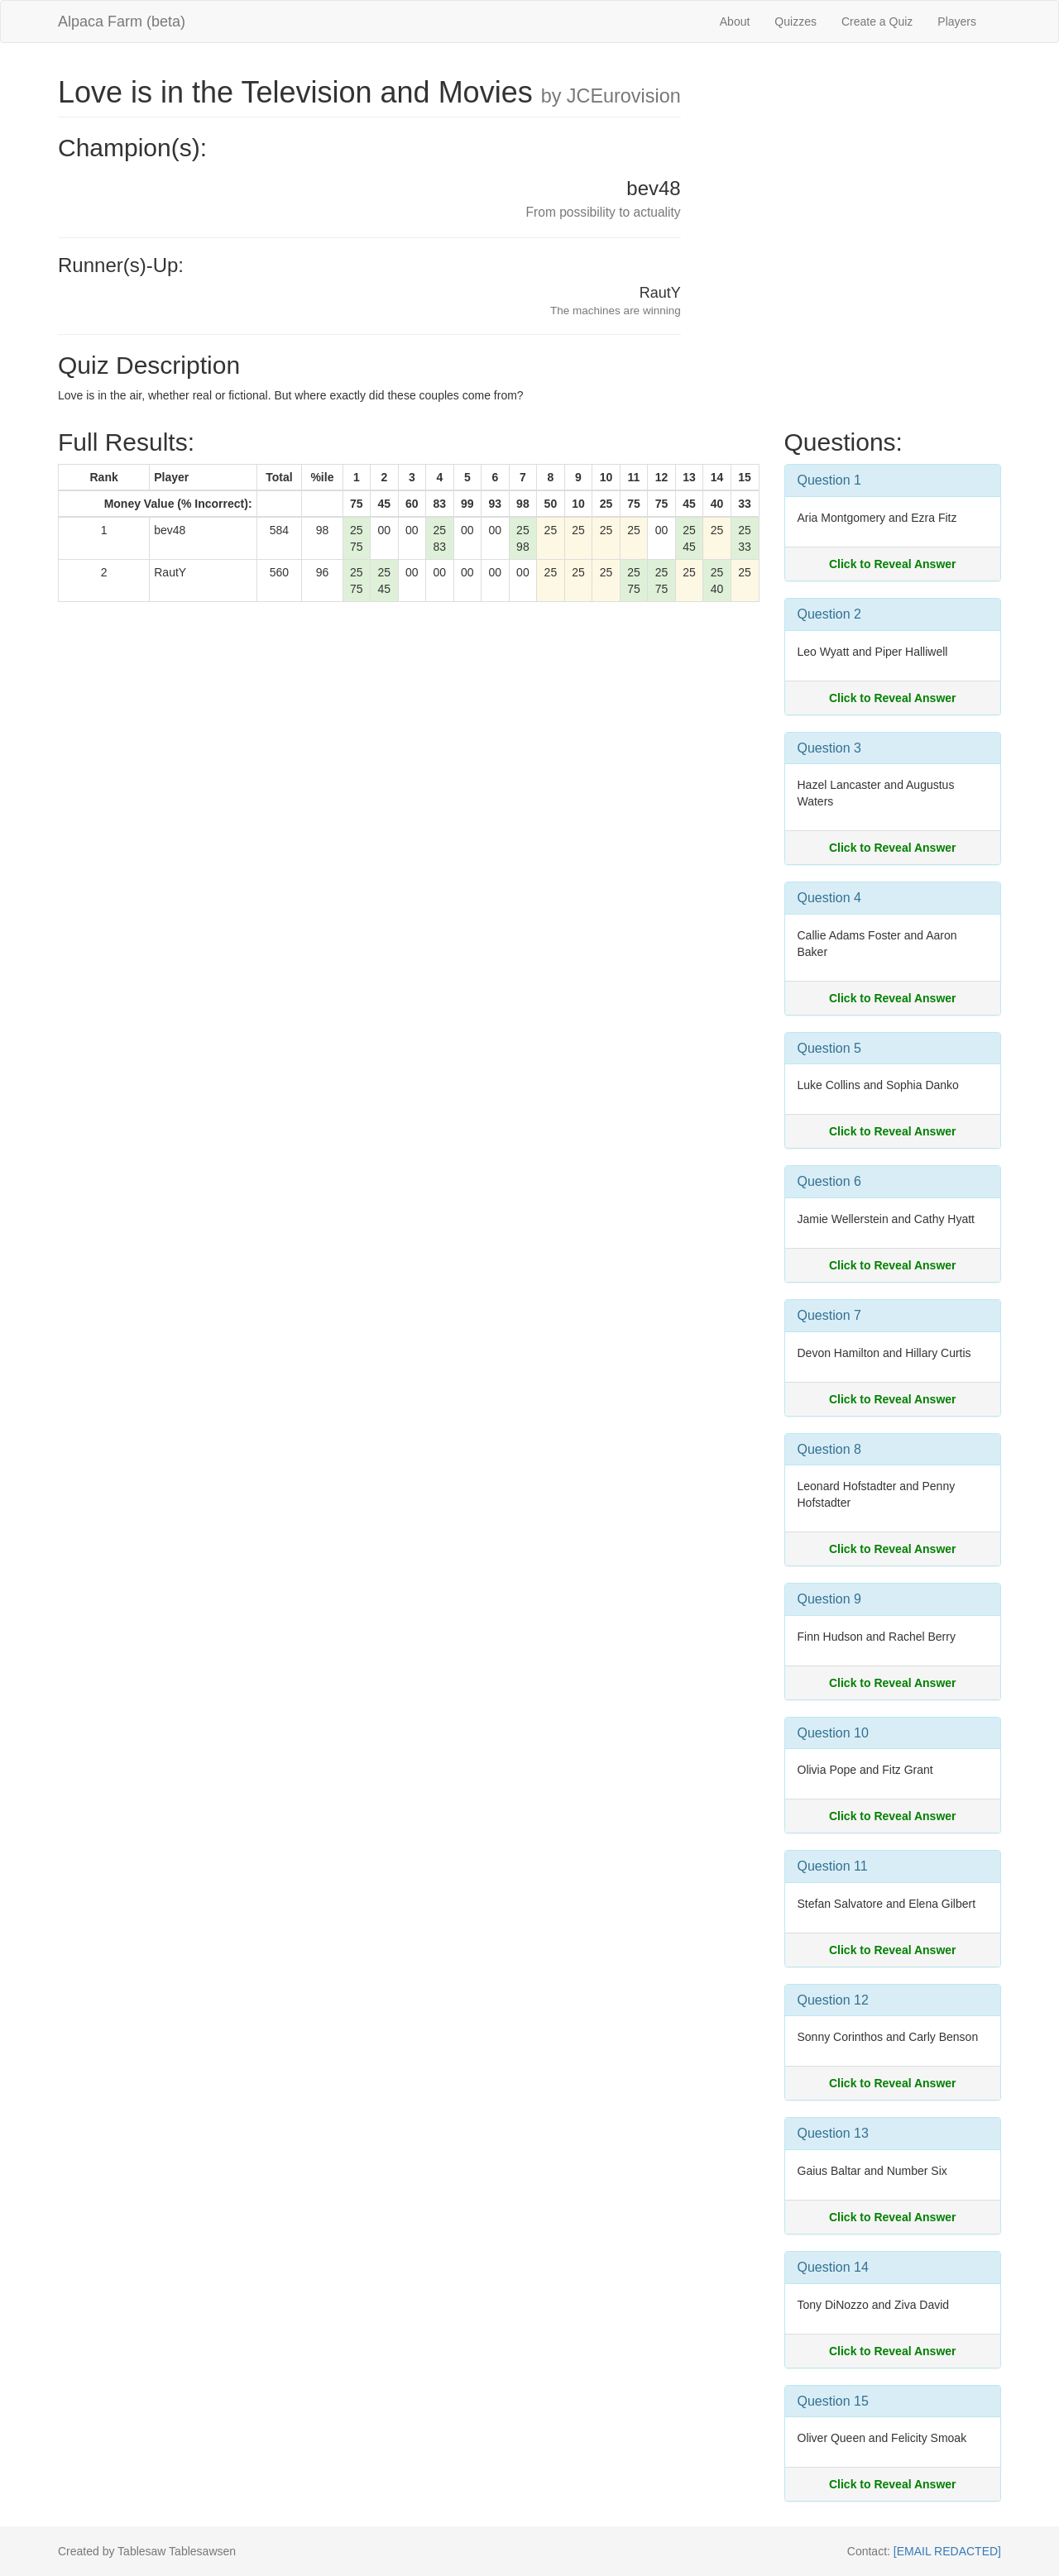 Alpaca Farm (beta)
About
Quizzes
Create a Quiz
Players
Love is in the Television and Movies by JCEurovision
Champion(s):
bev48
From possibility to actuality
Runner(s)-Up:
RautY
The machines are winning
Quiz Description
Love is in the air, whether real or fictional. But where exactly did these couples come from?
Full Results:
Rank Player Total %ile 1 2 3 4 5 6 7 8 9 10 11 12 13 14 15
Money Value (% Incorrect): 75 45 60 83 99 93 98 50 10 25 75 75 45 40 33
1 bev48 584 98 25 00 00 25 00 00 25 25 25 25 25 00 25 25 25
75 83 98 45 33
2 RautY 560 96 25 25 00 00 00 00 00 25 25 25 25 25 25 25 25
75 45 75 75 40
Questions:
Question 1
Aria Montgomery and Ezra Fitz
Click to Reveal Answer
Question 2
Leo Wyatt and Piper Halliwell
Click to Reveal Answer
Question 3
Hazel Lancaster and Augustus
Waters
Click to Reveal Answer
Question 4
Callie Adams Foster and Aaron
Baker
Click to Reveal Answer
Question 5
Luke Collins and Sophia Danko
Click to Reveal Answer
Question 6
Jamie Wellerstein and Cathy Hyatt
Click to Reveal Answer
Question 7
Devon Hamilton and Hillary Curtis
Click to Reveal Answer
Question 8
Leonard Hofstadter and Penny
Hofstadter
Click to Reveal Answer
Question 9
Finn Hudson and Rachel Berry
Click to Reveal Answer
Question 10
Olivia Pope and Fitz Grant
Click to Reveal Answer
Question 11
Stefan Salvatore and Elena Gilbert
Click to Reveal Answer
Question 12
Sonny Corinthos and Carly Benson
Click to Reveal Answer
Question 13
Gaius Baltar and Number Six
Click to Reveal Answer
Question 14
Tony DiNozzo and Ziva David
Click to Reveal Answer
Question 15
Oliver Queen and Felicity Smoak
Click to Reveal Answer
Created by Tablesaw Tablesawsen
Contact: [EMAIL REDACTED]